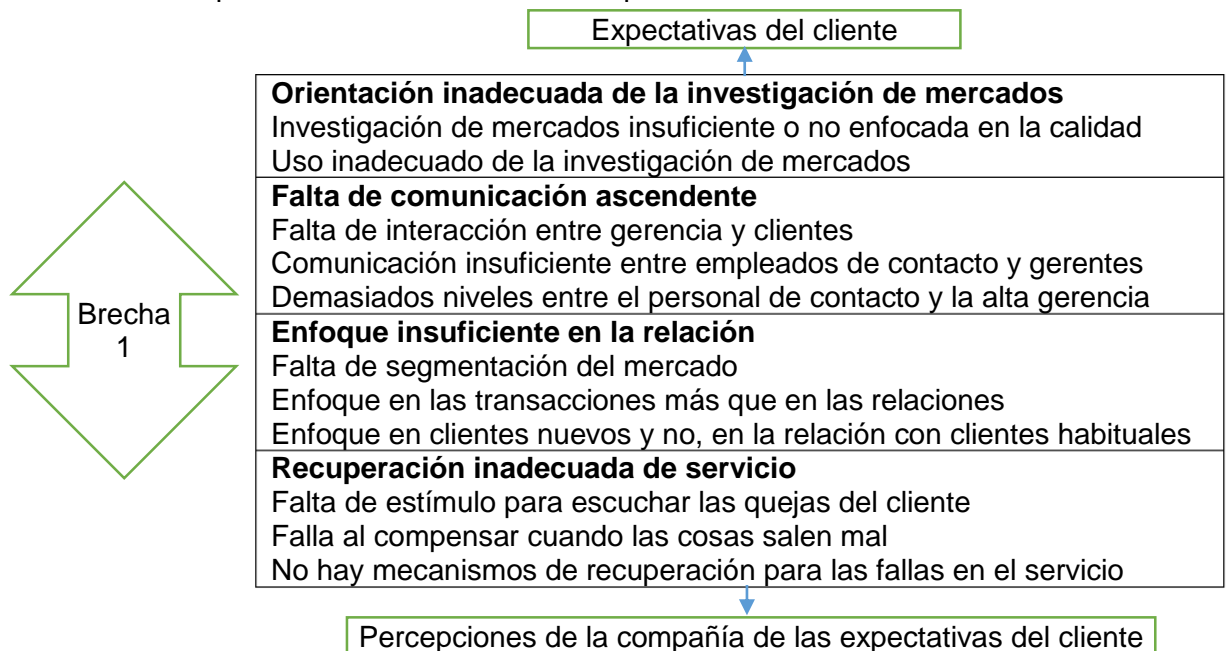 Expectativas del cliente
Orientación inadecuada de la investigación de mercados
Investigación de mercados insuficiente o no enfocada en la calidad
Uso inadecuado de la investigación de mercados
Falta de comunicación ascendente
Falta de interacción entre gerencia y clientes
Comunicación insuficiente entre empleados de contacto y gerentes
Demasiados niveles entre el personal de contacto y la alta gerencia
Brecha
1
Enfoque insuficiente en la relación
Falta de segmentación del mercado
Enfoque en las transacciones más que en las relaciones
Enfoque en clientes nuevos y no, en la relación con clientes habituales
Recuperación inadecuada de servicio
Falta de estímulo para escuchar las quejas del cliente
Falla al compensar cuando las cosas salen mal
No hay mecanismos de recuperación para las fallas en el servicio
Percepciones de la compañía de las expectativas del cliente